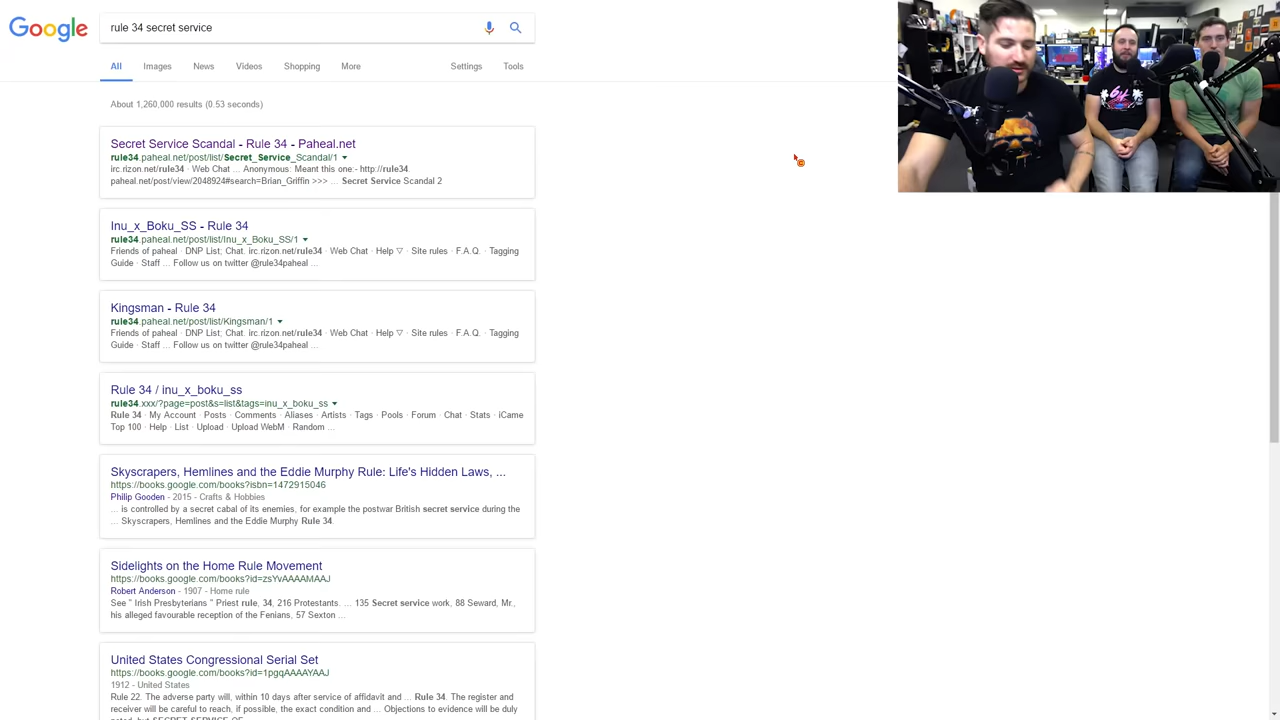 Google
rule 34 secret service
All Images News Videos Shopping More Settings Tools
About 1,260,000 results (0.53 seconds)
Secret Service Scandal - Rule 34 - Paheal.net
rule34.paheal.net/post/list/Secret_Service_Scandal/1
irc.rizon.net/rule34 · Web Chat ... Anonymous: Meant this one:- http://rule34.
paheal.net/post/view/2048924#search=Brian_Griffin >>> ... Secret Service Scandal 2
Inu_x_Boku_SS - Rule 34
rule34.paheal.net/post/list/Inu_x_Boku_SS/1
Friends of paheal · DNP List; Chat. irc.rizon.net/rule34 · Web Chat · Help ▽ · Site rules · F.A.Q. · Tagging
Guide · Staff ... Follow us on twitter @rule34paheal ...
Kingsman - Rule 34
rule34.paheal.net/post/list/Kingsman/1
Friends of paheal · DNP List; Chat. irc.rizon.net/rule34 · Web Chat · Help ▽ · Site rules · F.A.Q. · Tagging
Guide · Staff ... Follow us on twitter @rule34paheal ...
Rule 34 / inu_x_boku_ss
rule34.xxx/?page=post&s=list&tags=inu_x_boku_ss
Rule 34 · My Account · Posts · Comments · Aliases · Artists · Tags · Pools · Forum · Chat · Stats · iCame
Top 100 · Help · List · Upload · Upload WebM · Random ...
Skyscrapers, Hemlines and the Eddie Murphy Rule: Life's Hidden Laws, ...
https://books.google.com/books?isbn=1472915046
Philip Gooden - 2015 - Crafts & Hobbies
... is controlled by a secret cabal of its enemies, for example the postwar British secret service during the
... Skyscrapers, Hemlines and the Eddie Murphy Rule 34.
Sidelights on the Home Rule Movement
https://books.google.com/books?id=zsYvAAAAMAAJ
Robert Anderson - 1907 - Home rule
See " Irish Presbyterians " Priest rule, 34, 216 Protestants. ... 135 Secret service work, 88 Seward, Mr.,
his alleged favourable reception of the Fenians, 57 Sexton ...
United States Congressional Serial Set
https://books.google.com/books?id=1pgqAAAAYAAJ
1912 - United States
Rule 22. The adverse party will, within 10 days after service of affidavit and ... Rule 34. The register and
receiver will be careful to reach, if possible, the exact condition and ... Objections to evidence will be duly
noted, but SECRET SERVICE OF